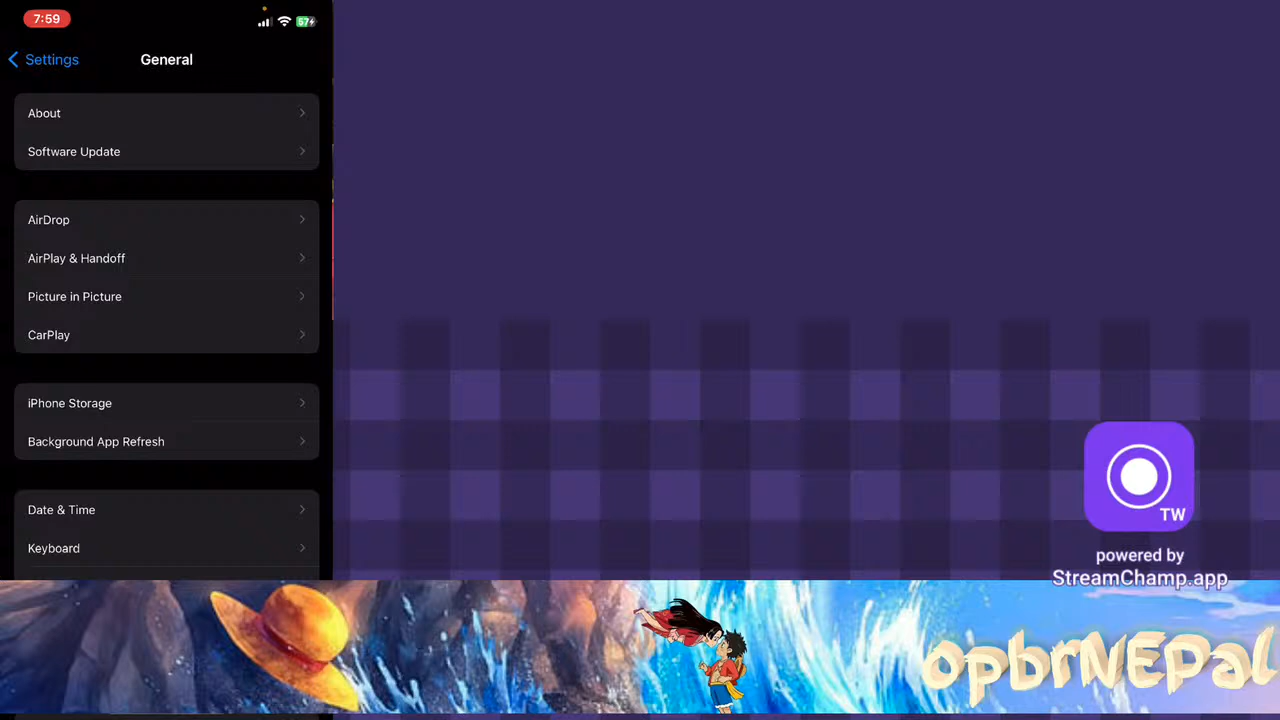 7:59
57
Settings
General
About
Software Update
AirDrop
AirPlay & Handoff
Picture in Picture
CarPlay
iPhone Storage
Background App Refresh
Date & Time
Keyboard
TW
powered by
StreamChamp.app
opbrNEPal